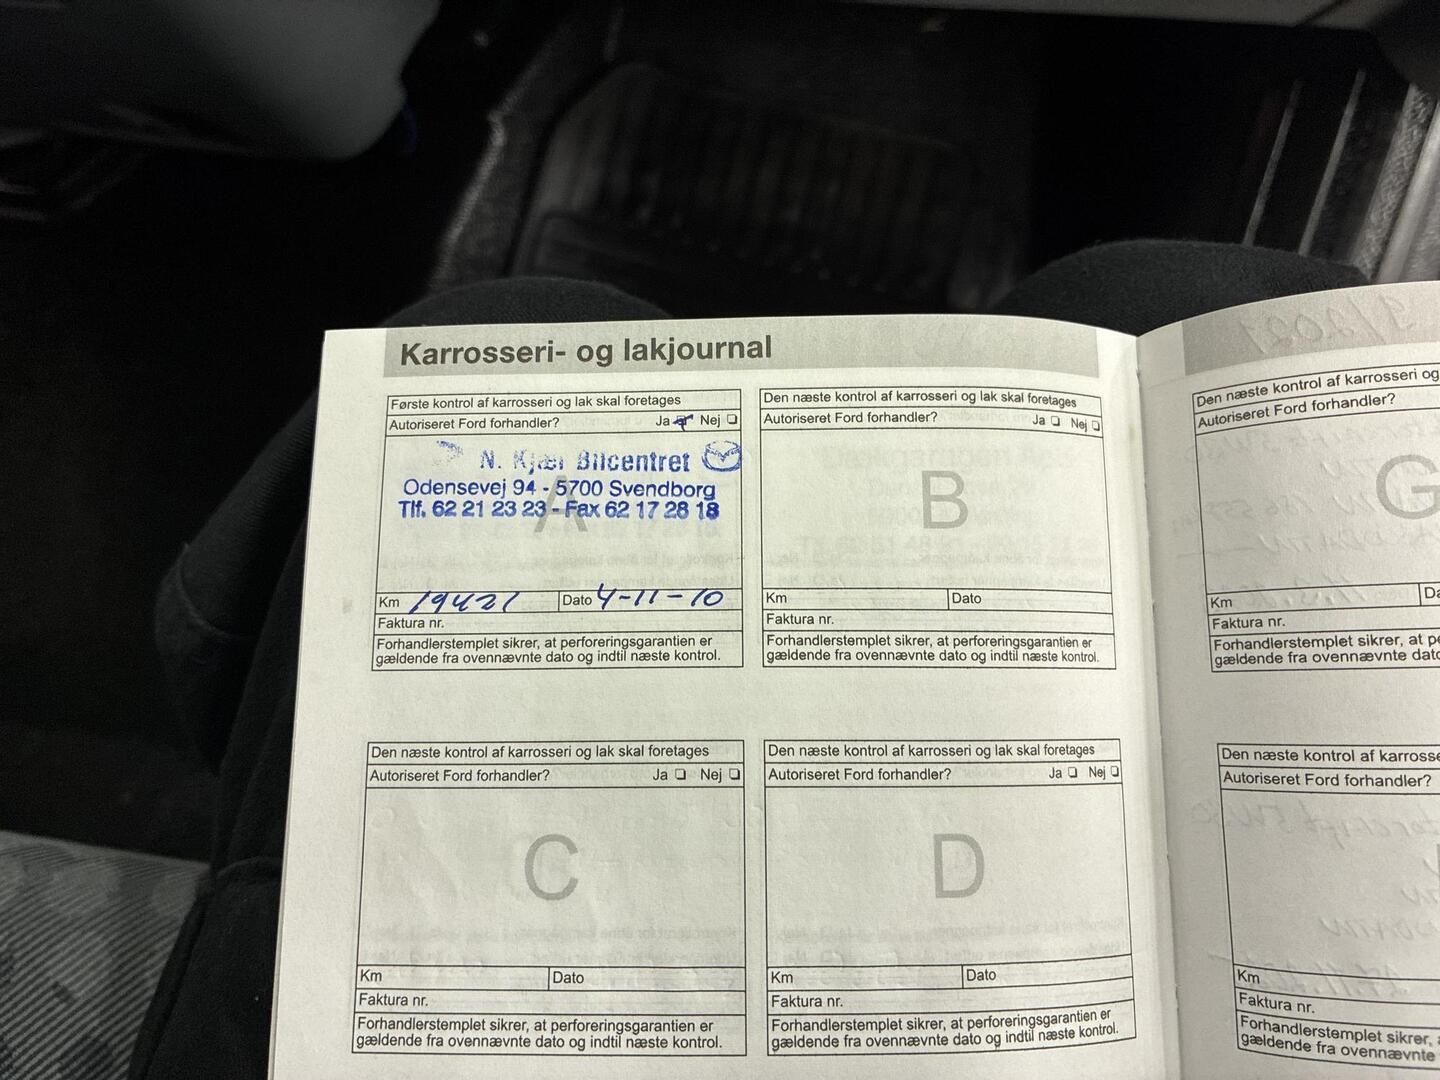 Karrosseri- og lakjournal
Første kontrol af karrosseri og lak skal foretages
Autoriseret Ford forhandler? Ja Nej
N. Kjær Bilcentret
Odensevej 94 - 5700 Svendborg
Tlf. 62 21 23 23 - Fax 62 17 28 18
A
Km 19421 Dato 4-11-10
Faktura nr.
Forhandlerstemplet sikrer, at perforeringsgarantien er
gældende fra ovennævnte dato og indtil næste kontrol.
Den næste kontrol af karrosseri og lak skal foretages
Autoriseret Ford forhandler? Ja Nej
B
Km Dato
Faktura nr.
Forhandlerstemplet sikrer, at perforeringsgarantien er
gældende fra ovennævnte dato og indtil næste kontrol.
Den næste kontrol af karrosseri og
Autoriseret Ford forhandler?
G
Km
Faktura nr.
Forhandlerstemplet sikrer, at
gældende fra ovennævnte
Den næste kontrol af karrosseri og lak skal foretages
Autoriseret Ford forhandler? Ja Nej
C
Km Dato
Faktura nr.
Forhandlerstemplet sikrer, at perforeringsgarantien er
gældende fra ovennævnte dato og indtil næste kontrol.
Den næste kontrol af karrosseri og lak skal foretages
Autoriseret Ford forhandler? Ja Nej
D
Km Dato
Faktura nr.
Forhandlerstemplet sikrer, at perforeringsgarantien er
gældende fra ovennævnte dato og indtil næste kontrol.
Den næste kontrol af
Autoriseret Ford forhandler?
Km
Faktura nr.
Forhandlerstemplet sikrer,
gældende fra ovennævnte